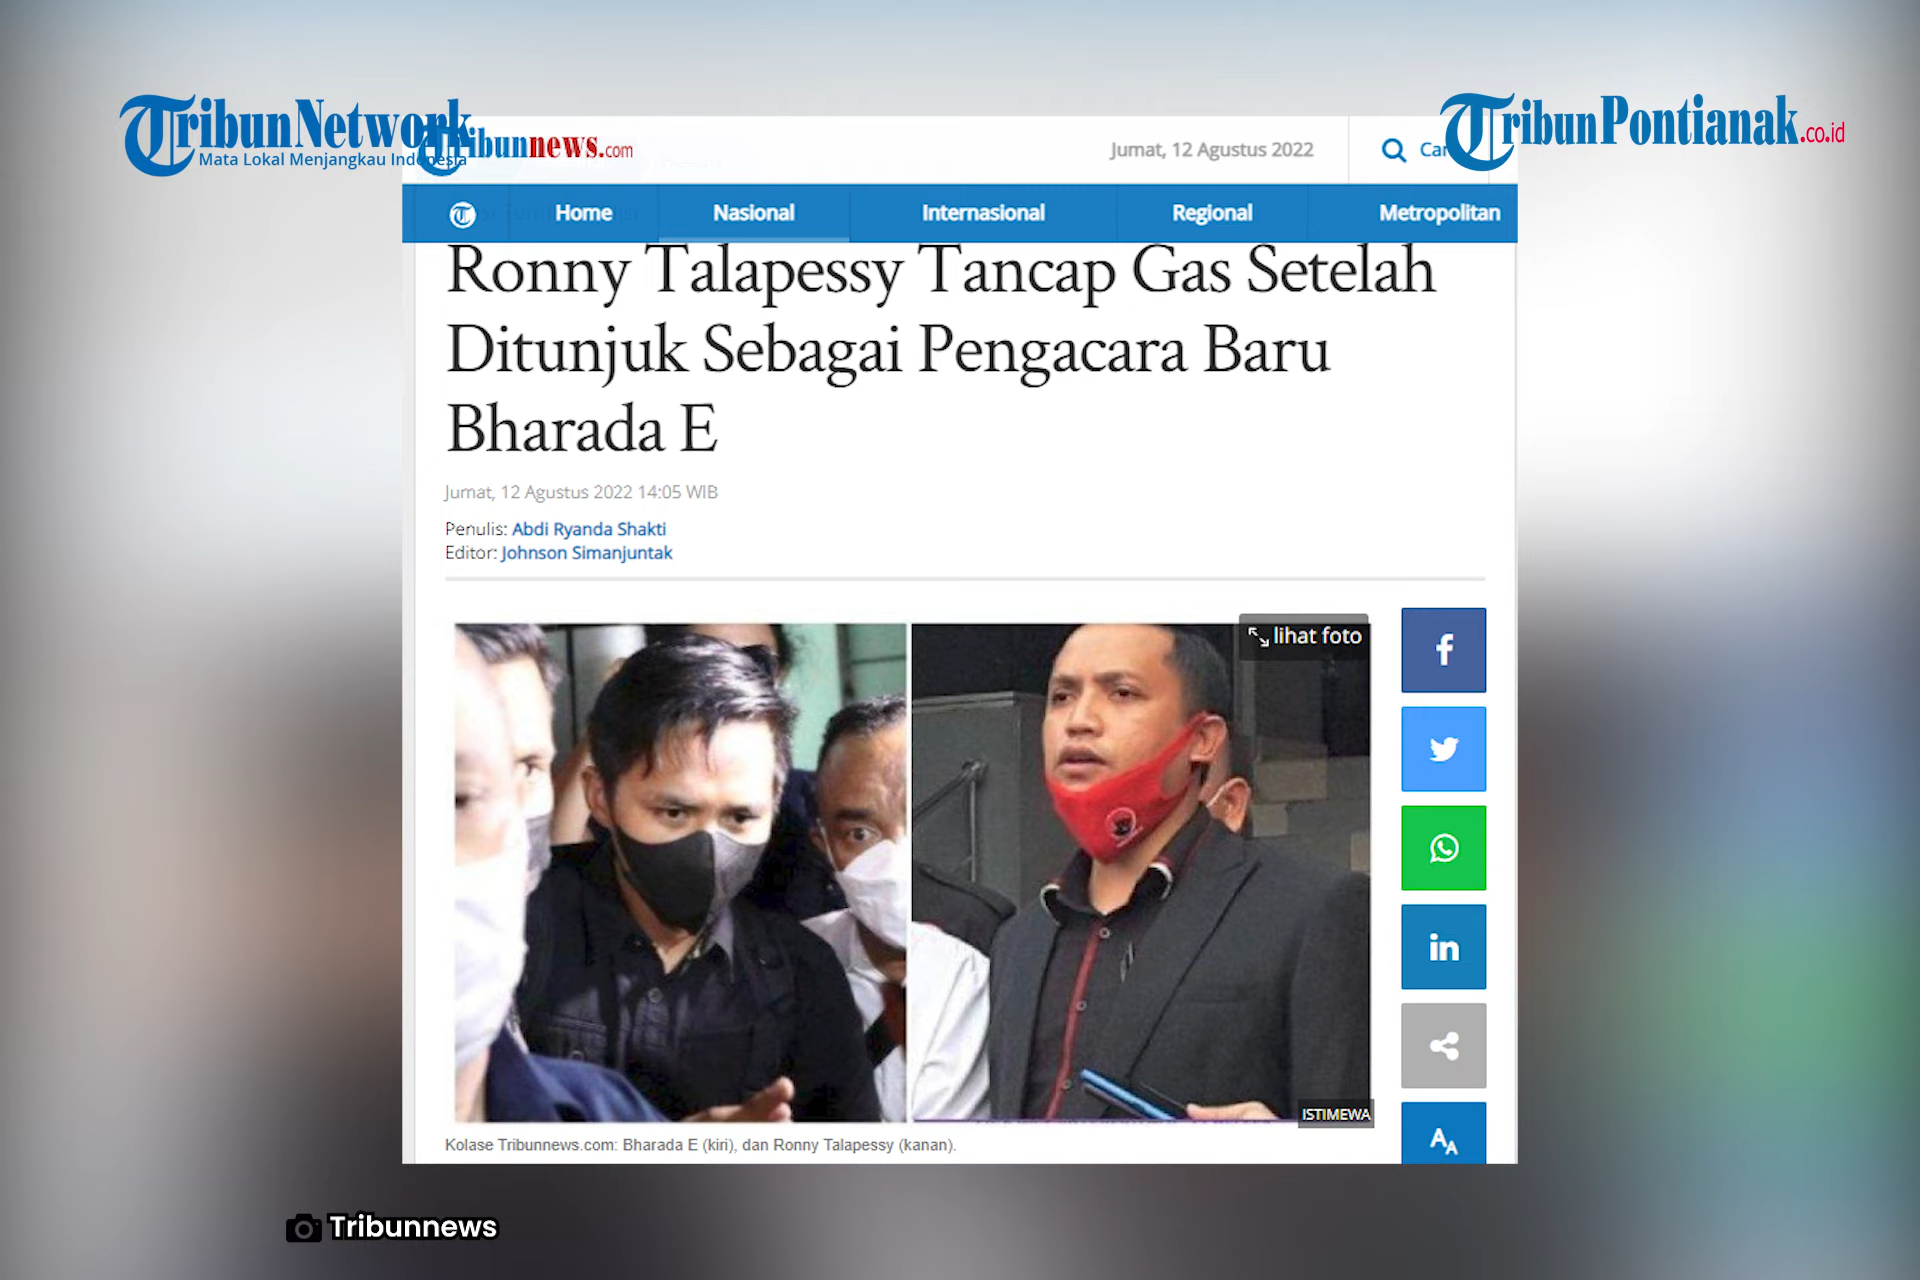 TribunNetwork
Mata Lokal Menjangkau Indonesia
Tribunnews.com
Jumat, 12 Agustus 2022
TribunPontianak.co.id
Home
Nasional
Internasional
Regional
Metropolitan
Ronny Talapessy Tancap Gas Setelah
Ditunjuk Sebagai Pengacara Baru
Bharada E
Jumat, 12 Agustus 2022 14:05 WIB
Penulis: Abdi Ryanda Shakti
Editor: Johnson Simanjuntak
lihat foto
ISTIMEWA
Kolase Tribunnews.com: Bharada E (kiri), dan Ronny Talapessy (kanan).
AA
Tribunnews